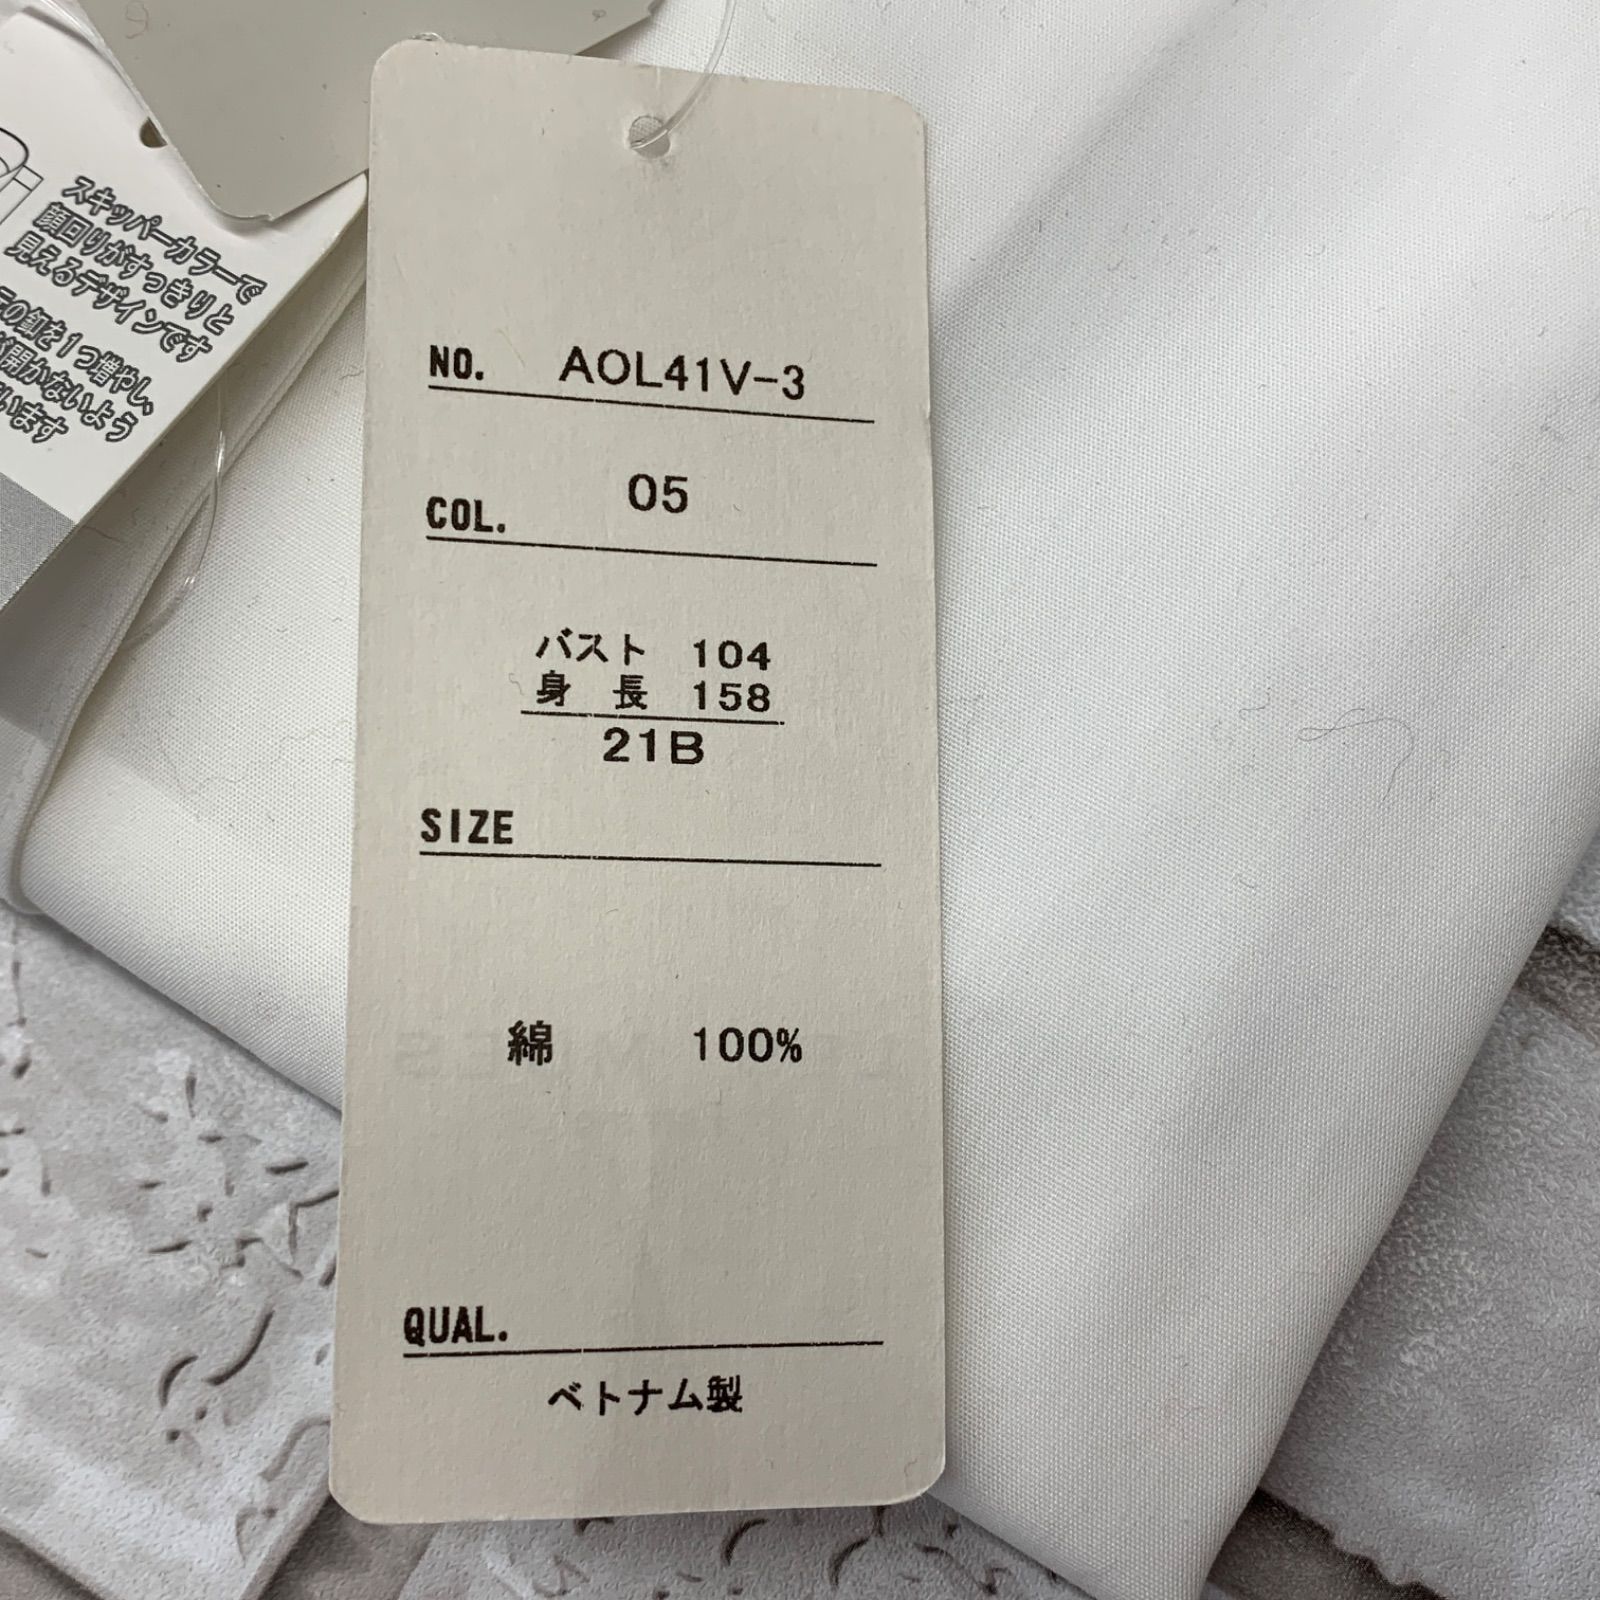 スキッパーカラーで
顔回りがすっきりと
見えるデザインです
の釦を1つ増やし、
開かないよう
います
NO. AOL41V-3
COL. 05
バスト 104
身 長 158
21B
SIZE
綿 100%
QUAL.
ベトナム製